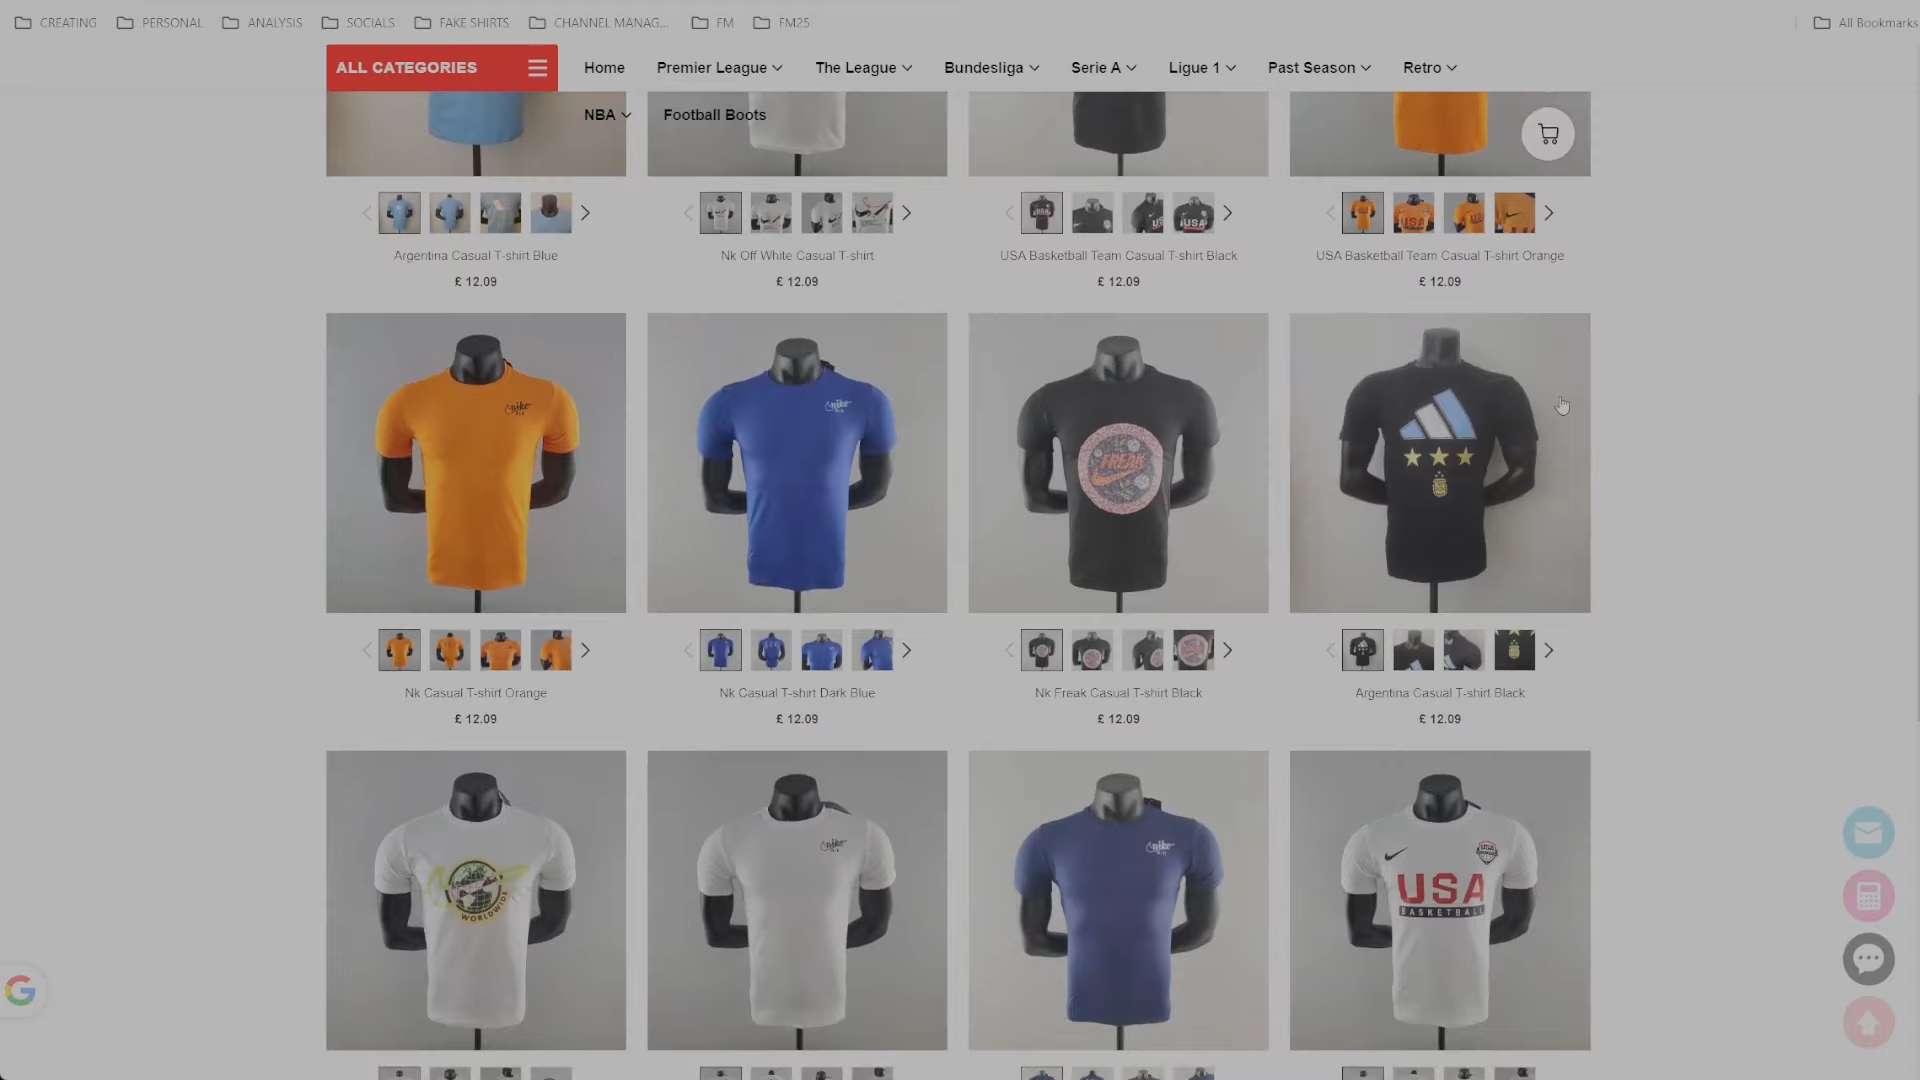 CREATING PERSONAL ANALYSIS SOCIALS FAKE SHIRTS CHANNEL MANAG... FM FM25 All Bookmarks
ALL CATEGORIES Home Premier League The League Bundesliga Serie A Ligue 1 Past Season Retro
NBA Football Boots
Argentina Casual T-shirt Blue Nk Off White Casual T-shirt USA Basketball Team Casual T-shirt Black USA Basketball Team Casual T-shirt Orange
£ 12.09 £ 12.09 £ 12.09 £ 12.09
FREAK
Nk Casual T-shirt Orange Nk Casual T-shirt Dark Blue Nk Freak Casual T-shirt Black Argentina Casual T-shirt Black
£ 12.09 £ 12.09 £ 12.09 £ 12.09
WORLDWIDE
USA
BASKETBALL